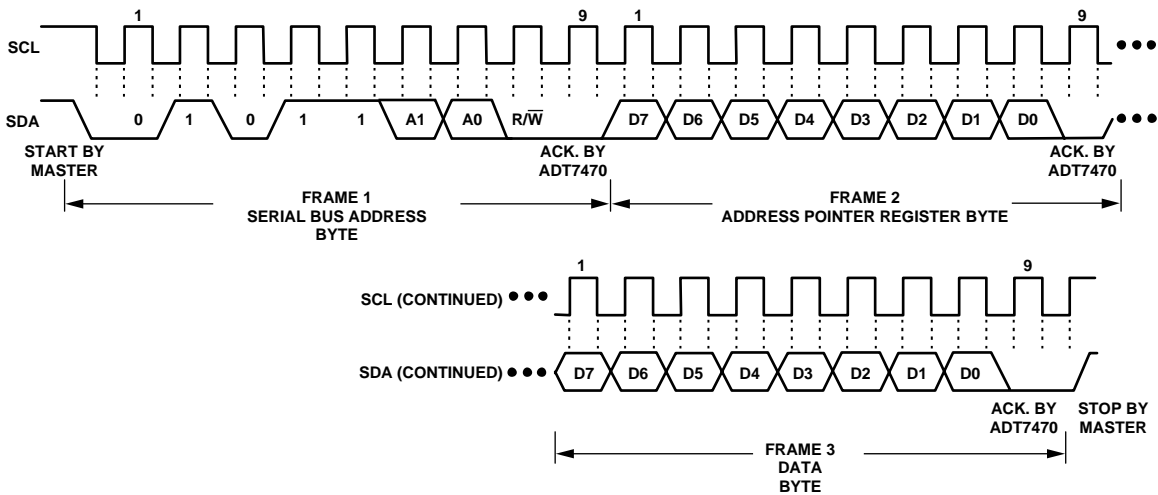 1 9 1 9
SCL
SDA 0 1 0 1 1 A1 A0 R/W̅ D7 D6 D5 D4 D3 D2 D1 D0
START BY
MASTER
ACK. BY
ADT7470
ACK. BY
ADT7470
FRAME 1
SERIAL BUS ADDRESS
BYTE
FRAME 2
ADDRESS POINTER REGISTER BYTE
1 9
SCL (CONTINUED)
SDA (CONTINUED) D7 D6 D5 D4 D3 D2 D1 D0
ACK. BY
ADT7470
STOP BY
MASTER
FRAME 3
DATA
BYTE